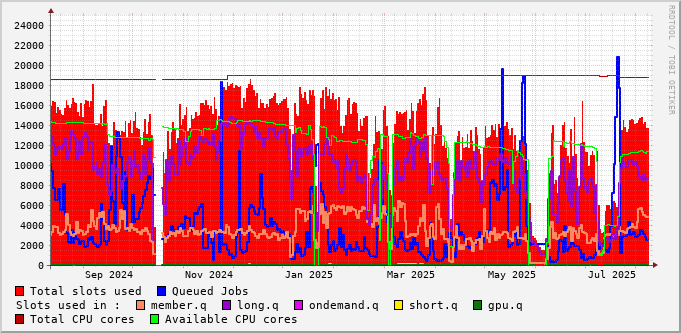 24000
22000
20000
18000
16000
14000
12000
10000
8000
6000
4000
2000
0
Sep 2024 Nov 2024 Jan 2025 Mar 2025 May 2025 Jul 2025
RRDTOOL / TOBI OETIKER
Total slots used Queued Jobs
Slots used in : member.q long.q ondemand.q short.q gpu.q
Total CPU cores Available CPU cores